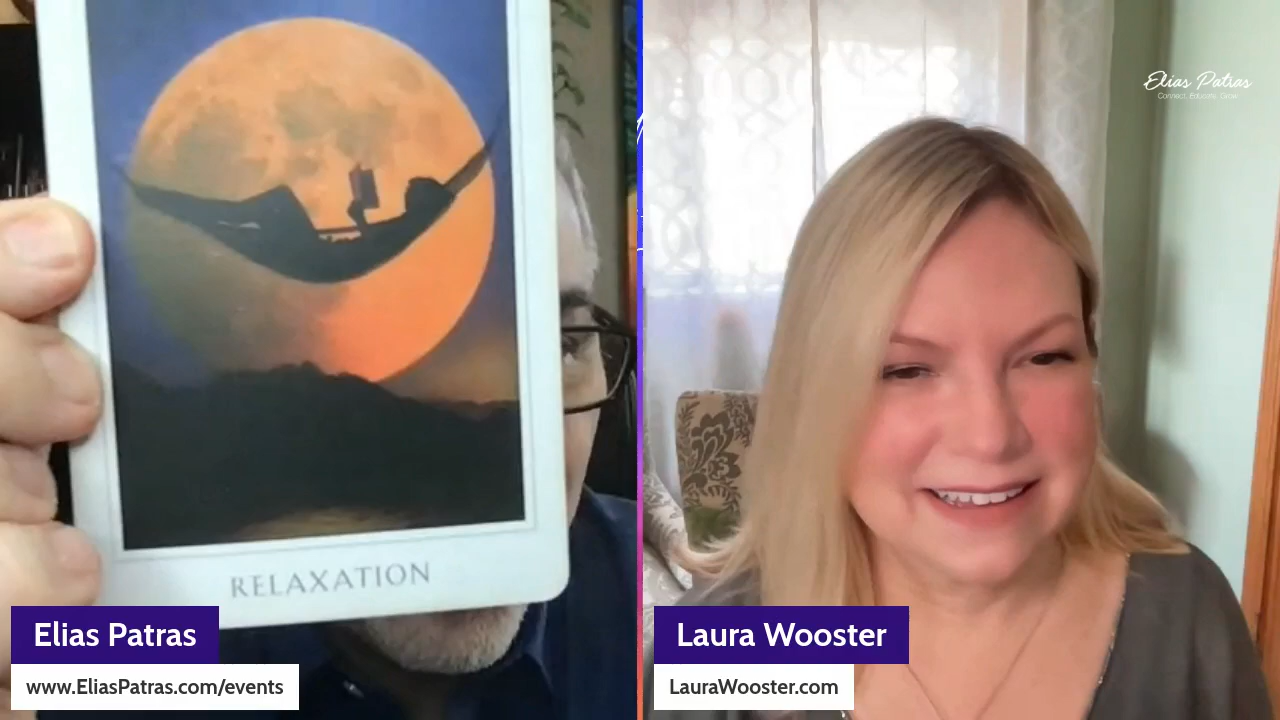 Elias Patras
Connect. Educate. Grow.
RELAXATION
Elias Patras
www.EliasPatras.com/events
Laura Wooster
LauraWooster.com